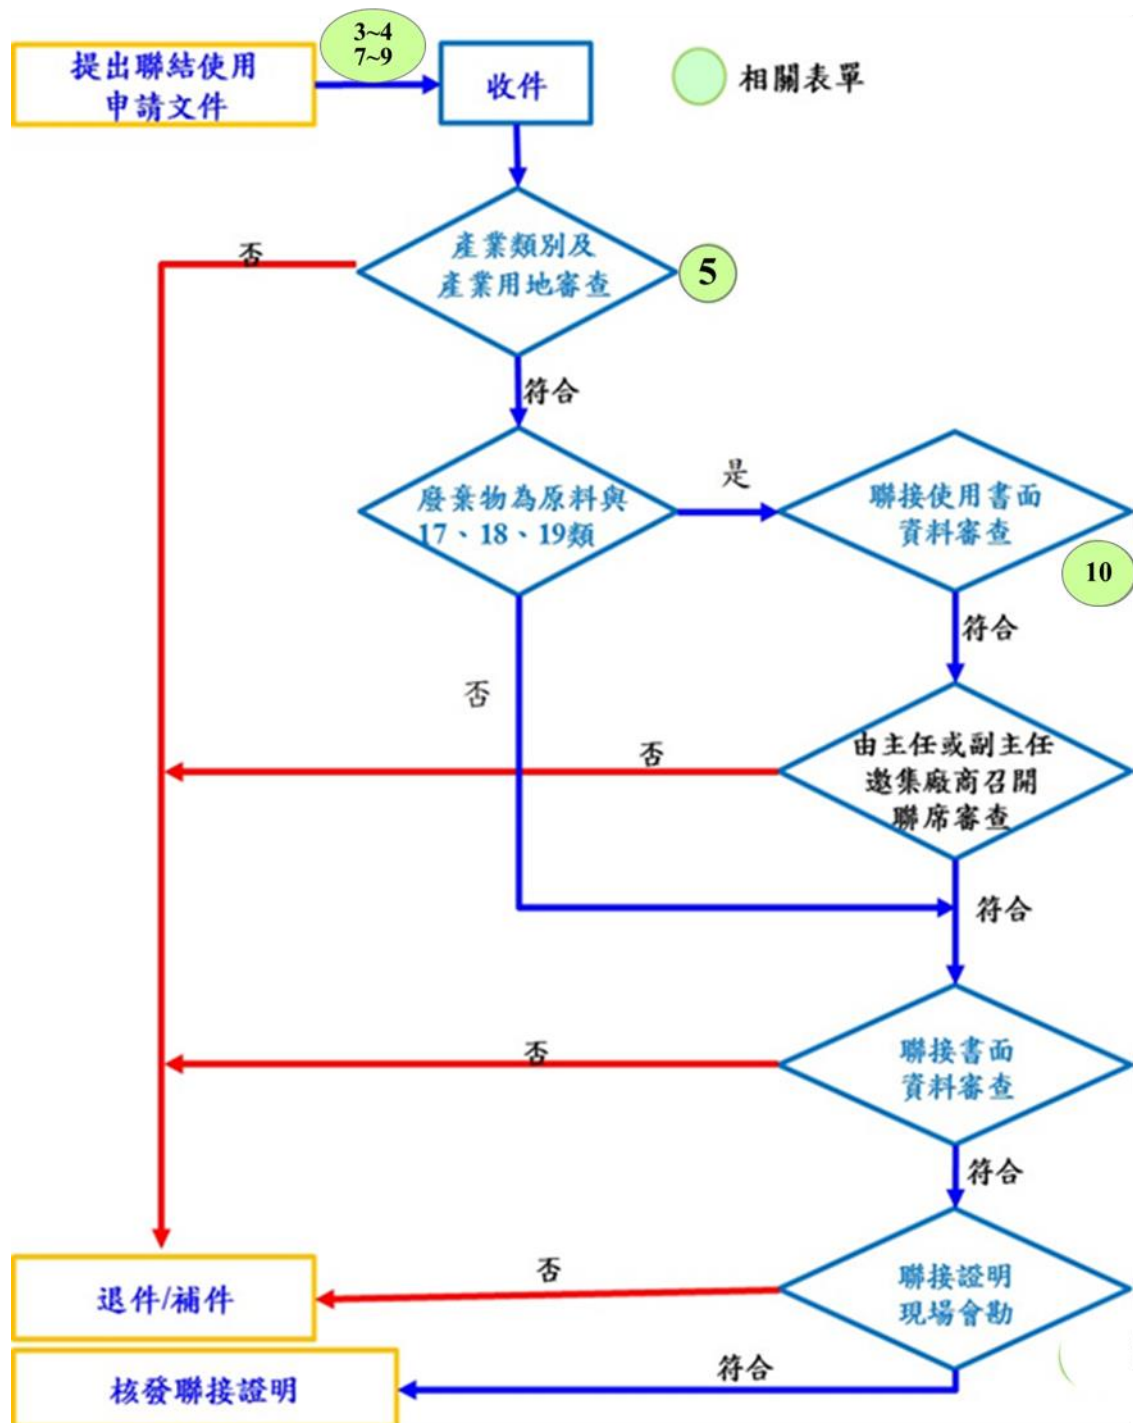 提出聯結使用
申請文件
3~4
7~9
收件
相關表單
產業類別及
產業用地審查
5
否
符合
廢棄物為原料與
17、18、19類
是
聯接使用書面
資料審查
10
符合
否
由主任或副主任
邀集廠商召開
聯席審查
否
符合
聯接書面
資料審查
否
符合
聯接證明
現場會勘
否
退件/補件
符合
核發聯接證明